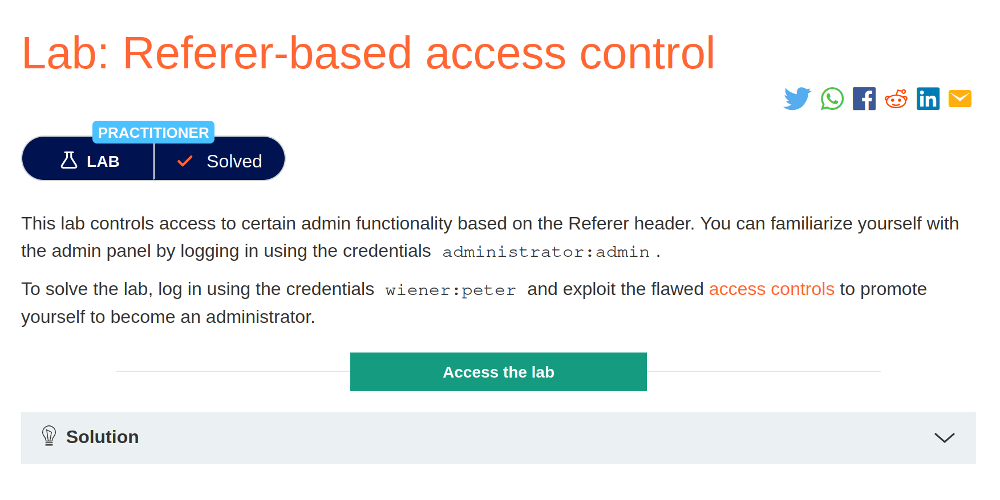 Lab: Referer-based access control
PRACTITIONER
LAB
Solved
This lab controls access to certain admin functionality based on the Referer header. You can familiarize yourself with
the admin panel by logging in using the credentials administrator:admin.
To solve the lab, log in using the credentials wiener:peter and exploit the flawed access controls to promote
yourself to become an administrator.
Access the lab
Solution